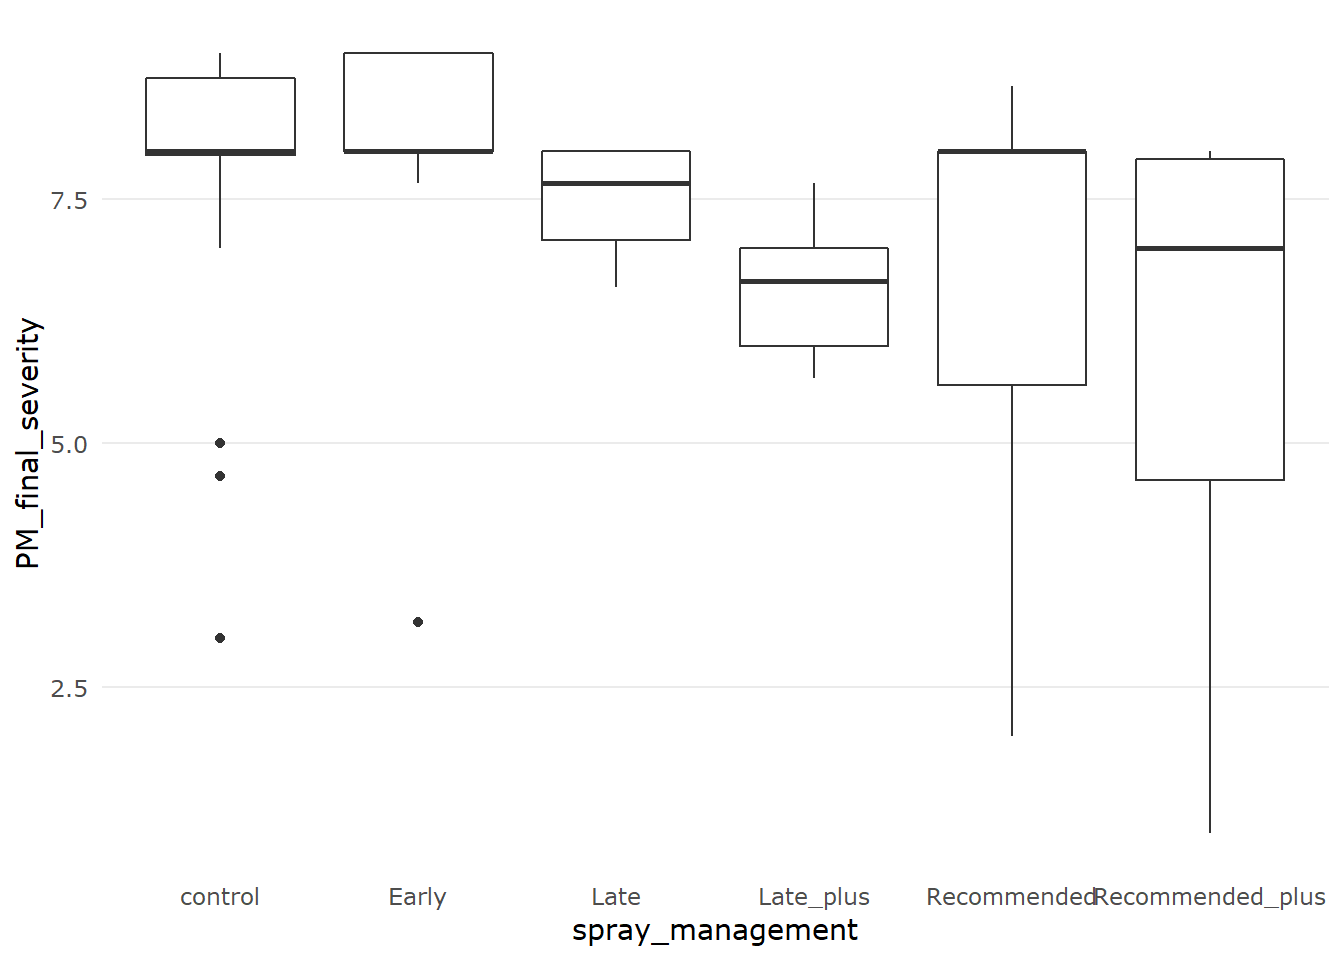 PM_final_severity
7.5
5.0
2.5
control Early Late Late_plus Recommended Recommended_plus
spray_management